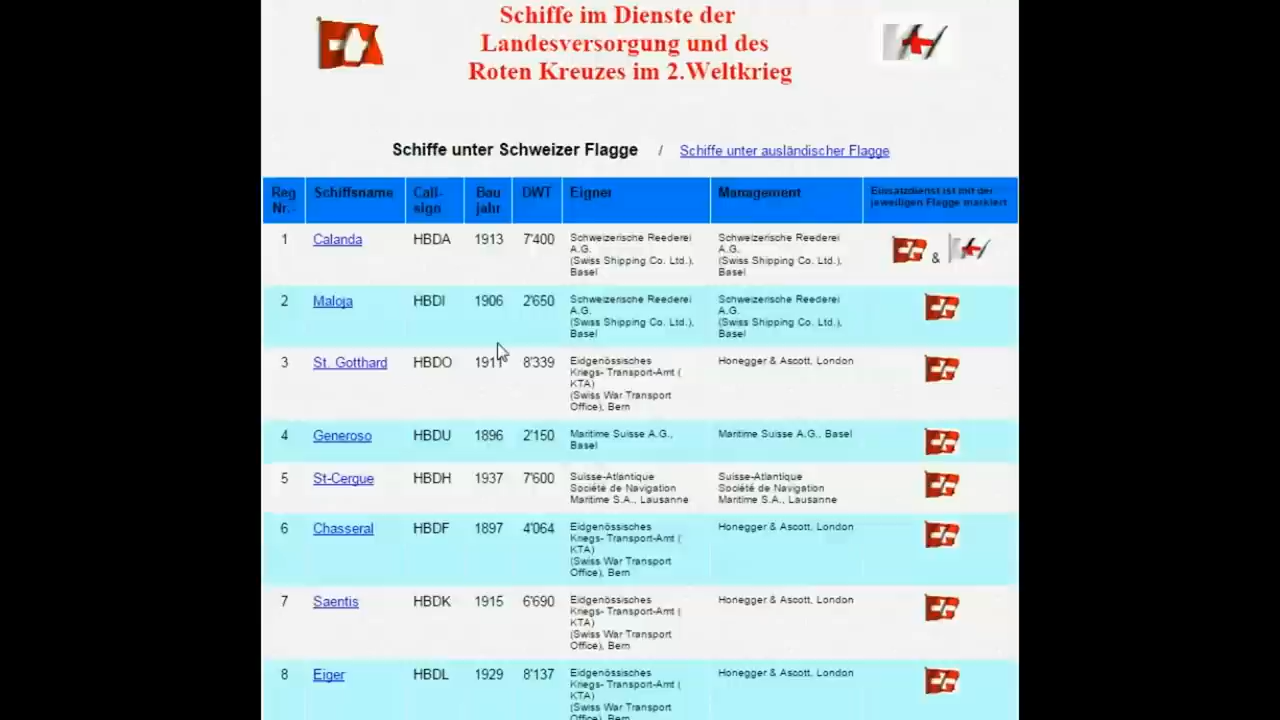 Schiffe im Dienste der
Landesversorgung und des
Roten Kreuzes im 2.Weltkrieg
Schiffe unter Schweizer Flagge / Schiffe unter ausländischer Flagge
Reg Nr. Schiffsname Call-sign Bau jahr DWT Eigner Management Einsatzdienst ist mit der jeweiligen Flagge markiert
1 Calanda HBDA 1913 7'400 Schweizerische Reederei A.G. (Swiss Shipping Co. Ltd.), Basel Schweizerische Reederei A.G. (Swiss Shipping Co. Ltd.), Basel &
2 Maloja HBDI 1906 2'650 Schweizerische Reederei A.G. (Swiss Shipping Co. Ltd.), Basel Schweizerische Reederei A.G. (Swiss Shipping Co. Ltd.), Basel
3 St. Gotthard HBDO 1911 8'339 Eidgenössisches Kriegs- Transport-Amt ( KTA) (Swiss War Transport Office), Bern Honegger & Ascott, London
4 Generoso HBDU 1896 2'150 Maritime Suisse A.G., Basel Maritime Suisse A.G., Basel
5 St-Cergue HBDH 1937 7'600 Suisse-Atlantique Société de Navigation Maritime S.A., Lausanne Suisse-Atlantique Société de Navigation Maritime S.A., Lausanne
6 Chasseral HBDF 1897 4'064 Eidgenössisches Kriegs- Transport-Amt ( KTA) (Swiss War Transport Office), Bern Honegger & Ascott, London
7 Saentis HBDK 1915 6'690 Eidgenössisches Kriegs- Transport-Amt ( KTA) (Swiss War Transport Office), Bern Honegger & Ascott, London
8 Eiger HBDL 1929 8'137 Eidgenössisches Kriegs- Transport-Amt ( KTA) (Swiss War Transport Office), Bern Honegger & Ascott, London